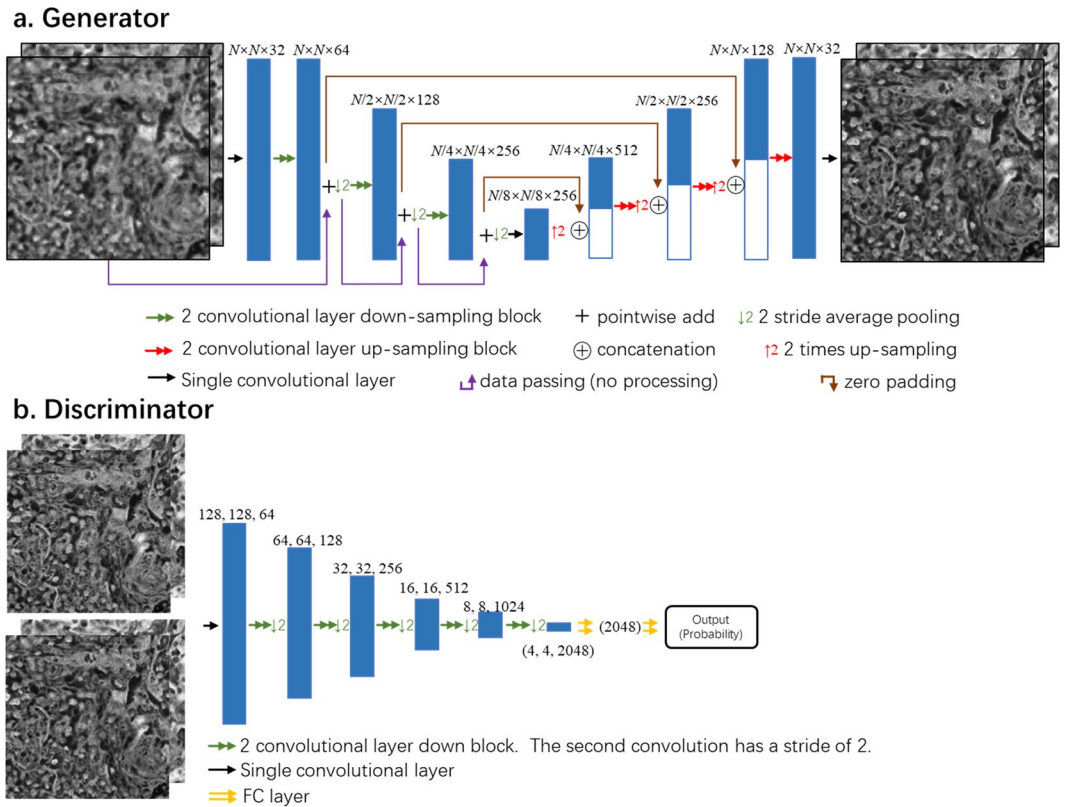 a. Generator
N×N×32
N×N×64
N/2×N/2×128
N/4×N/4×256
N/8×N/8×256
N/4×N/4×512
N/2×N/2×256
N×N×128
N×N×32
+↓2
+↓2
+↓2
↑2
↑2
↑2
2 convolutional layer down-sampling block
+ pointwise add
↓2 2 stride average pooling
2 convolutional layer up-sampling block
⊕ concatenation
↑2 2 times up-sampling
Single convolutional layer
data passing (no processing)
zero padding
b. Discriminator
128, 128, 64
64, 64, 128
32, 32, 256
16, 16, 512
8, 8, 1024
↓2
↓2
↓2
↓2
↓2
(4, 4, 2048)
(2048)
Output
(Probability)
2 convolutional layer down block. The second convolution has a stride of 2.
Single convolutional layer
FC layer